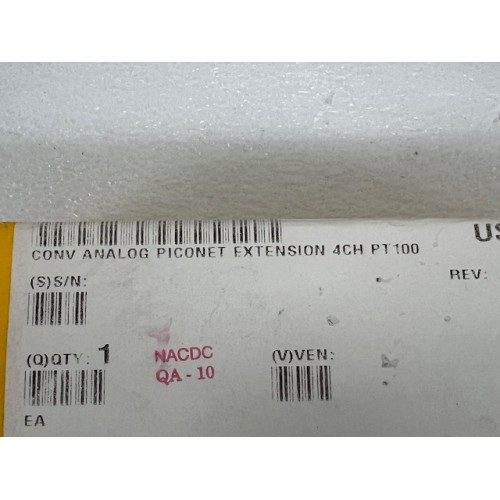 US
CONV ANALOG PICONET EXTENSION 4CH PT100
(S)S/N:
REV:
(Q)QTY: 1
NACDC
QA - 10
(V)VEN:
EA